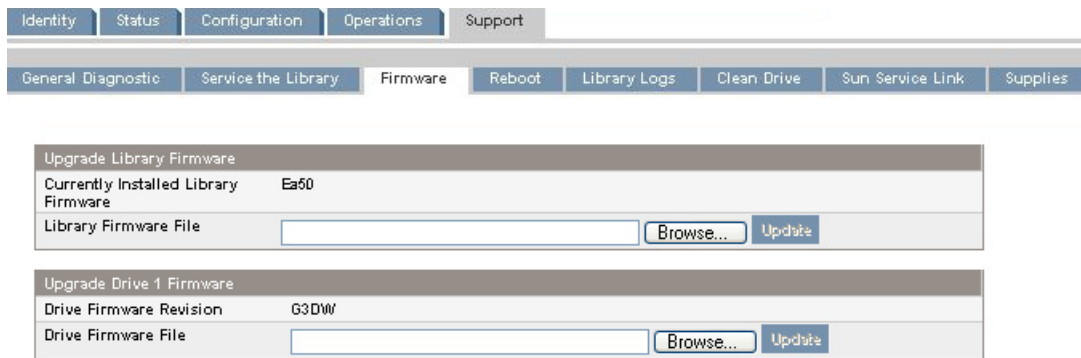 Identity Status Configuration Operations Support
General Diagnostic Service the Library Firmware Reboot Library Logs Clean Drive Sun Service Link Supplies
Upgrade Library Firmware
Currently Installed Library Ea50
Firmware
Library Firmware File Browse... Update
Upgrade Drive 1 Firmware
Drive Firmware Revision G3DW
Drive Firmware File Browse... Update